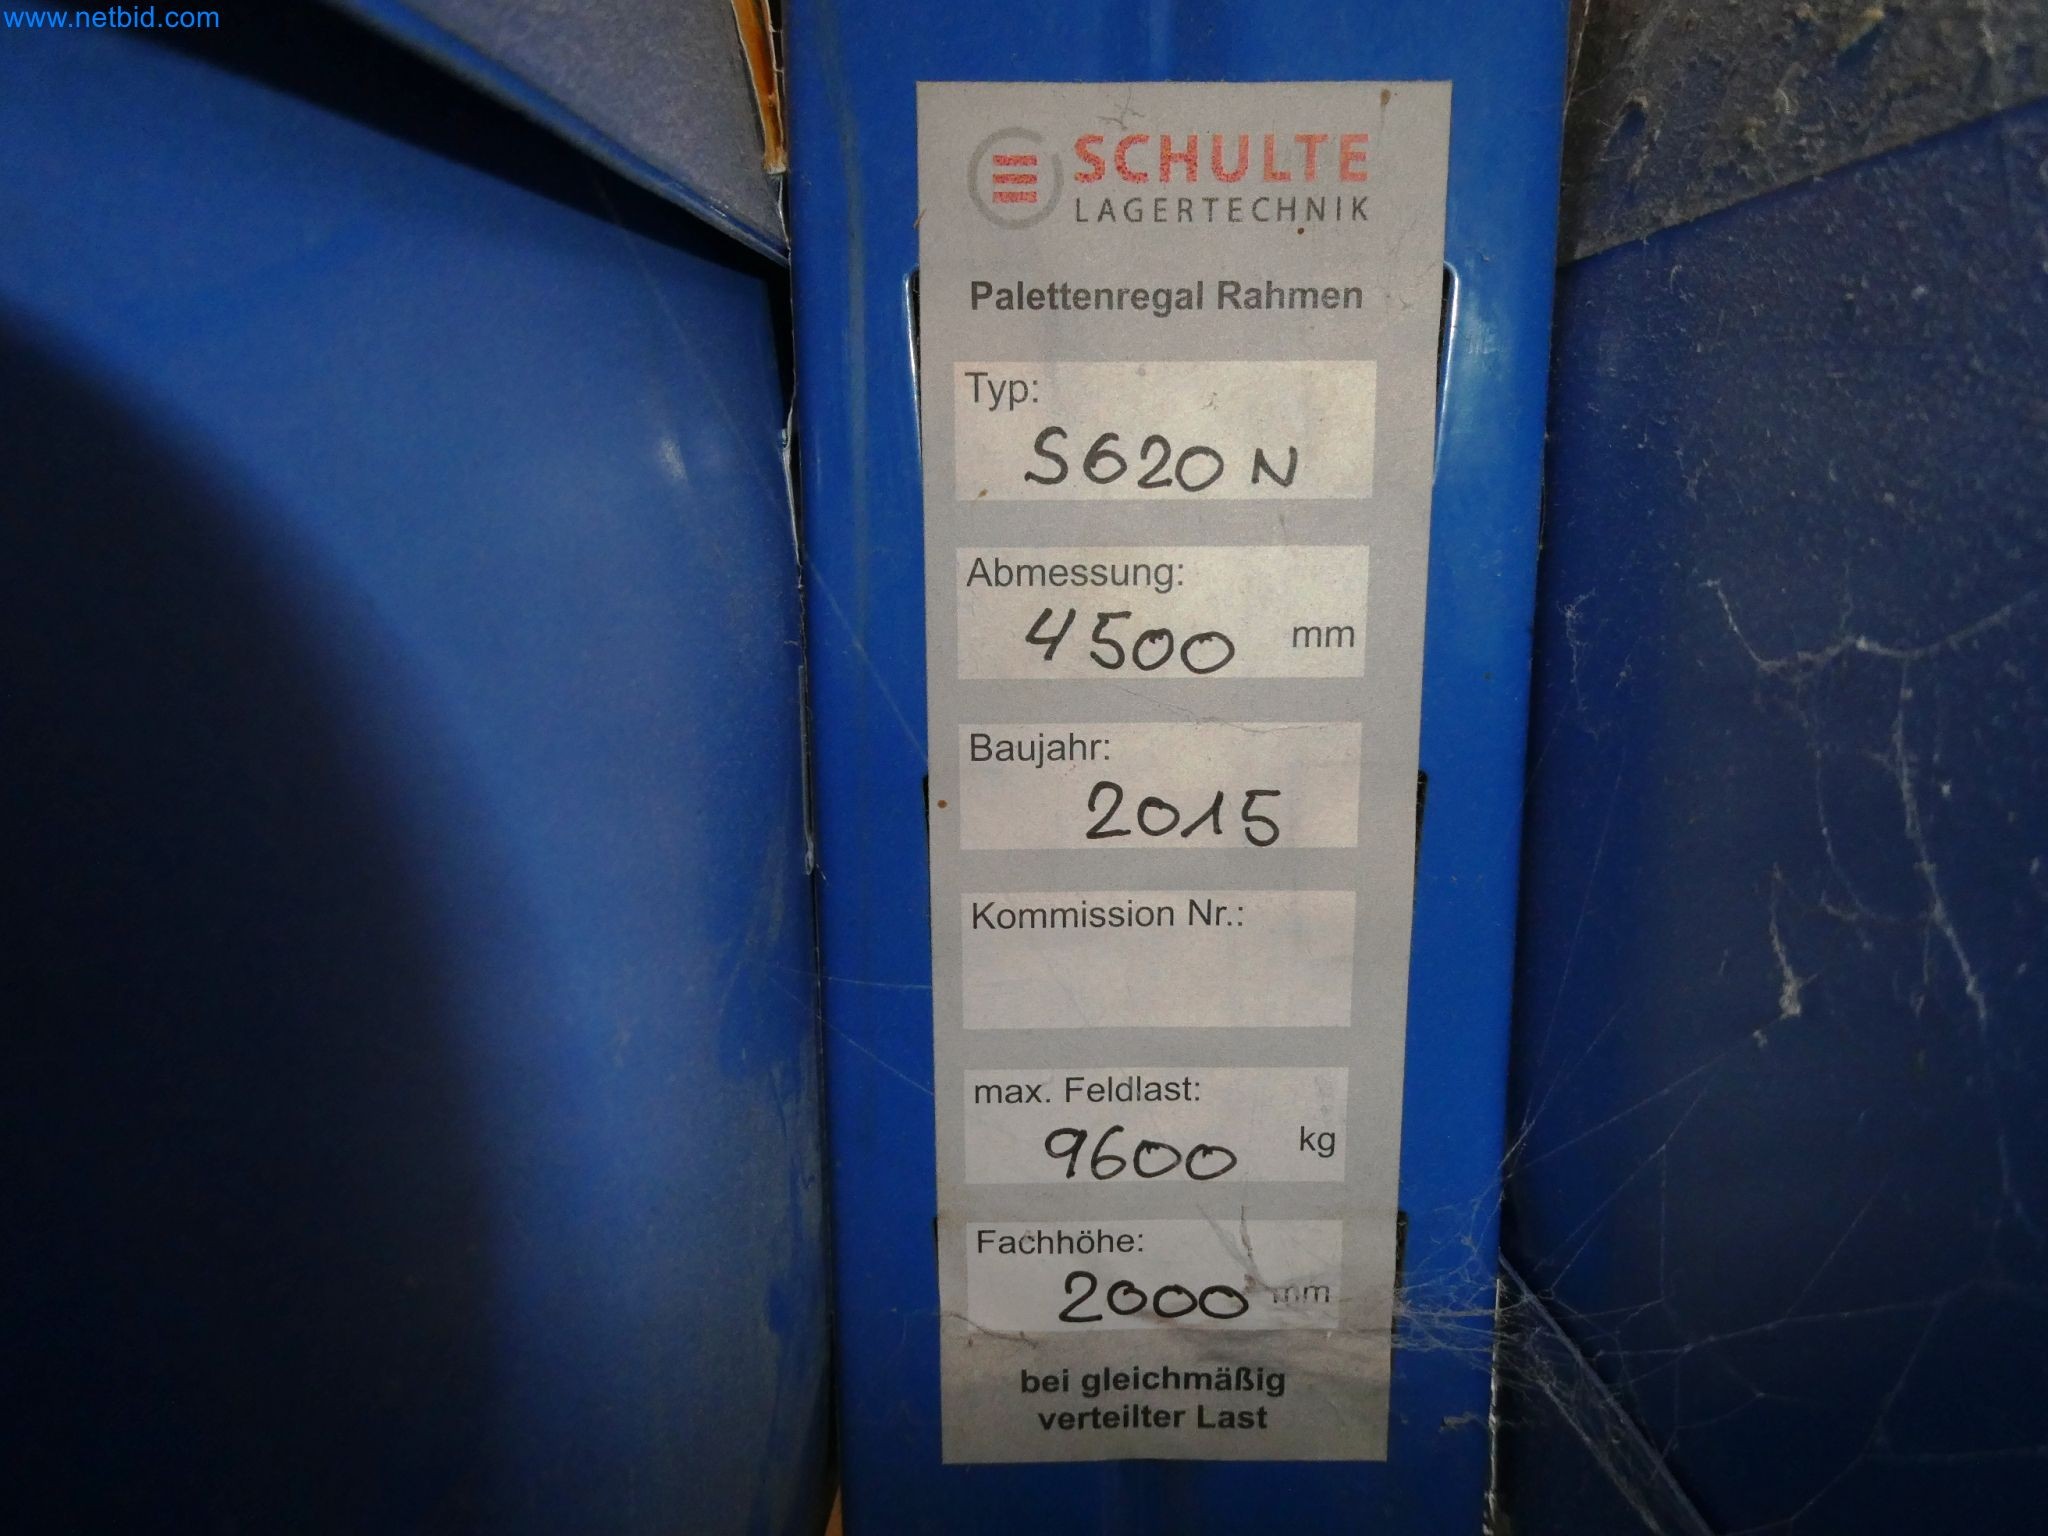 www.netbid.com
SCHULTE
LAGERTECHNIK
Palettenregal Rahmen
Typ:
S620 N
Abmessung:
4500 mm
Baujahr:
2015
Kommission Nr.:
max. Feldlast:
9600 kg
Fachhöhe:
2000 mm
bei gleichmäßig
verteilter Last